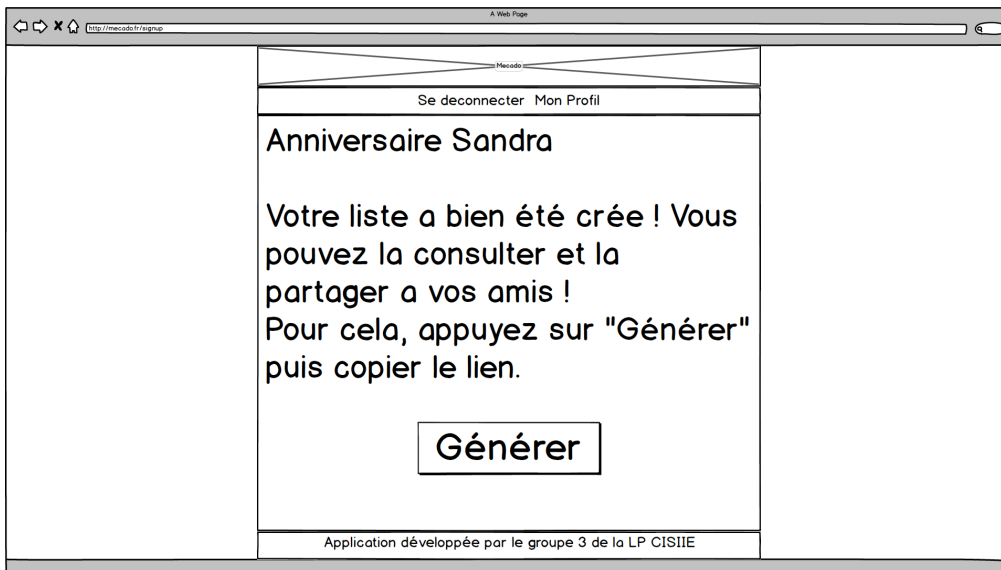 A Web Page
http://mecado.fr/signup
Mecado
Se deconnecter Mon Profil
Anniversaire Sandra
Votre liste a bien été crée ! Vous
pouvez la consulter et la
partager a vos amis !
Pour cela, appuyez sur "Générer"
puis copier le lien.
Générer
Application développée par le groupe 3 de la LP CISIIE